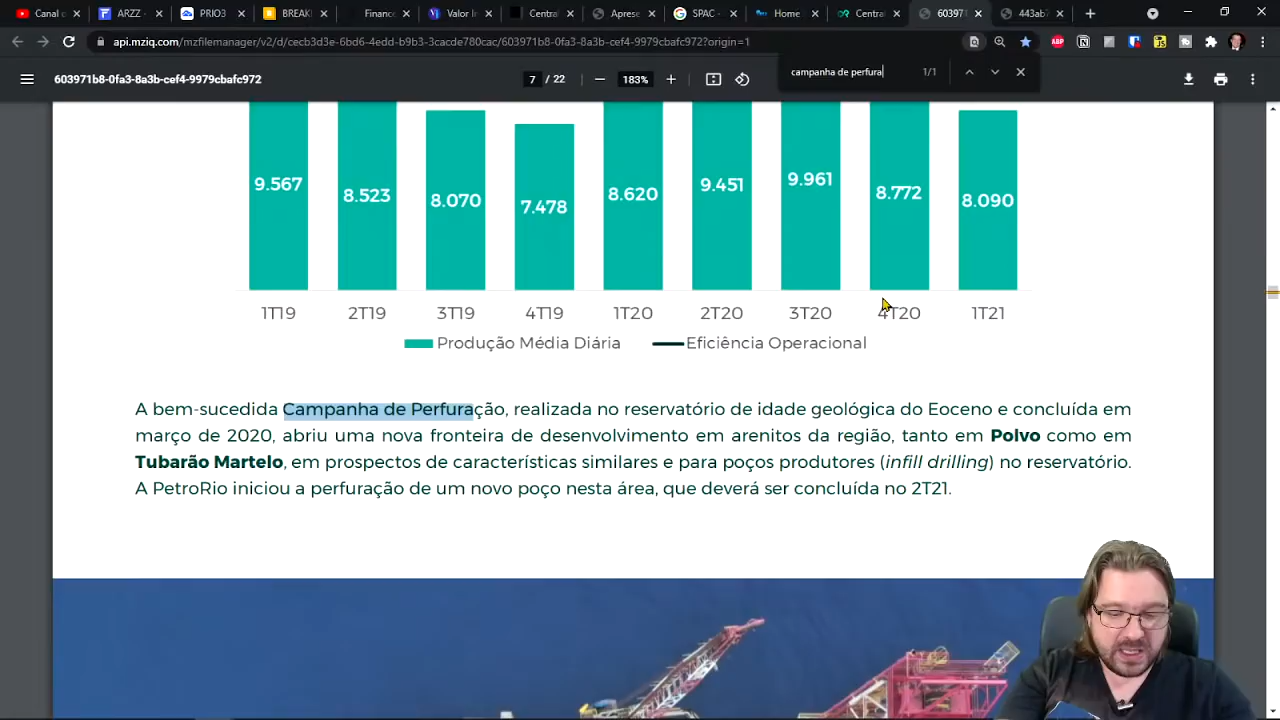 Canal c
ARZZ -
PRIO3
BREAKI
Finance
Valor In
Central
Aprese
SPAC -
Home
Centra
60397
443ab7
api.mziq.com/mzfilemanager/v2/d/cecb3d3e-6bd6-4edd-b9b3-3cacde780cac/603971b8-0fa3-8a3b-cef4-9979cbafc972?origin=1
603971b8-0fa3-8a3b-cef4-9979cbafc972
7 / 22
183%
campanha de perfura
1/1
9.567
8.523
8.070
7.478
8.620
9.451
9.961
8.772
8.090
1T19
2T19
3T19
4T19
1T20
2T20
3T20
4T20
1T21
Produção Média Diária
Eficiência Operacional
A bem-sucedida Campanha de Perfuração, realizada no reservatório de idade geológica do Eoceno e concluída em
março de 2020, abriu uma nova fronteira de desenvolvimento em arenitos da região, tanto em Polvo como em
Tubarão Martelo, em prospectos de características similares e para poços produtores (infill drilling) no reservatório.
A PetroRio iniciou a perfuração de um novo poço nesta área, que deverá ser concluída no 2T21.